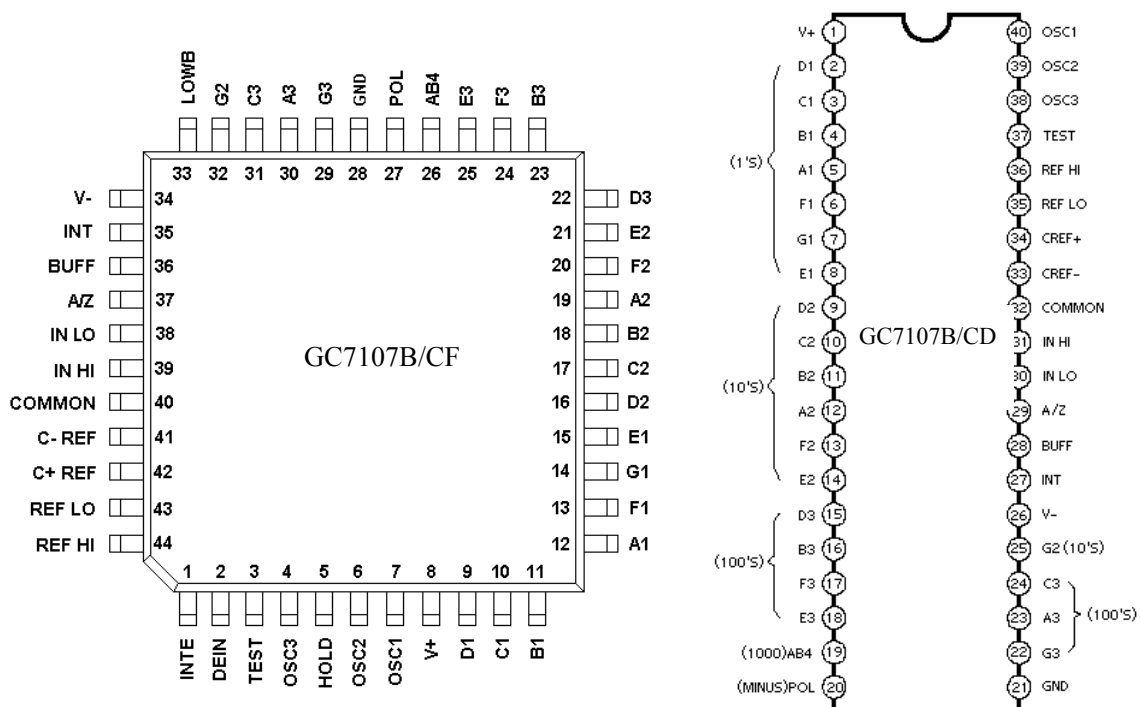 LOWB G2 C3 A3 G3 GND POL AB4 E3 F3 B3
33 32 31 30 29 28 27 26 25 24 23
V- 34
INT 35
BUFF 36
A/Z 37
IN LO 38
IN HI 39
COMMON 40
C- REF 41
C+ REF 42
REF LO 43
REF HI 44
GC7107B/CF
22 D3
21 E2
20 F2
19 A2
18 B2
17 C2
16 D2
15 E1
14 G1
13 F1
12 A1
1 2 3 4 5 6 7 8 9 10 11
INTE DEIN TEST OSC3 HOLD OSC2 OSC1 V+ D1 C1 B1
V+ 1
D1 2
C1 3
B1 4
(1'S)
A1 5
F1 6
G1 7
E1 8
D2 9
C2 10
B2 11
(10'S)
A2 12
F2 13
E2 14
D3 15
B3 16
(100'S)
F3 17
E3 18
(1000)AB4 19
(MINUS)POL 20
GC7107B/CD
40 OSC1
39 OSC2
38 OSC3
37 TEST
36 REF HI
35 REF LO
34 CREF+
33 CREF-
32 COMMON
31 IN HI
30 IN LO
29 A/Z
28 BUFF
27 INT
26 V-
25 G2(10'S)
24 C3
23 A3
(100'S)
22 G3
21 GND